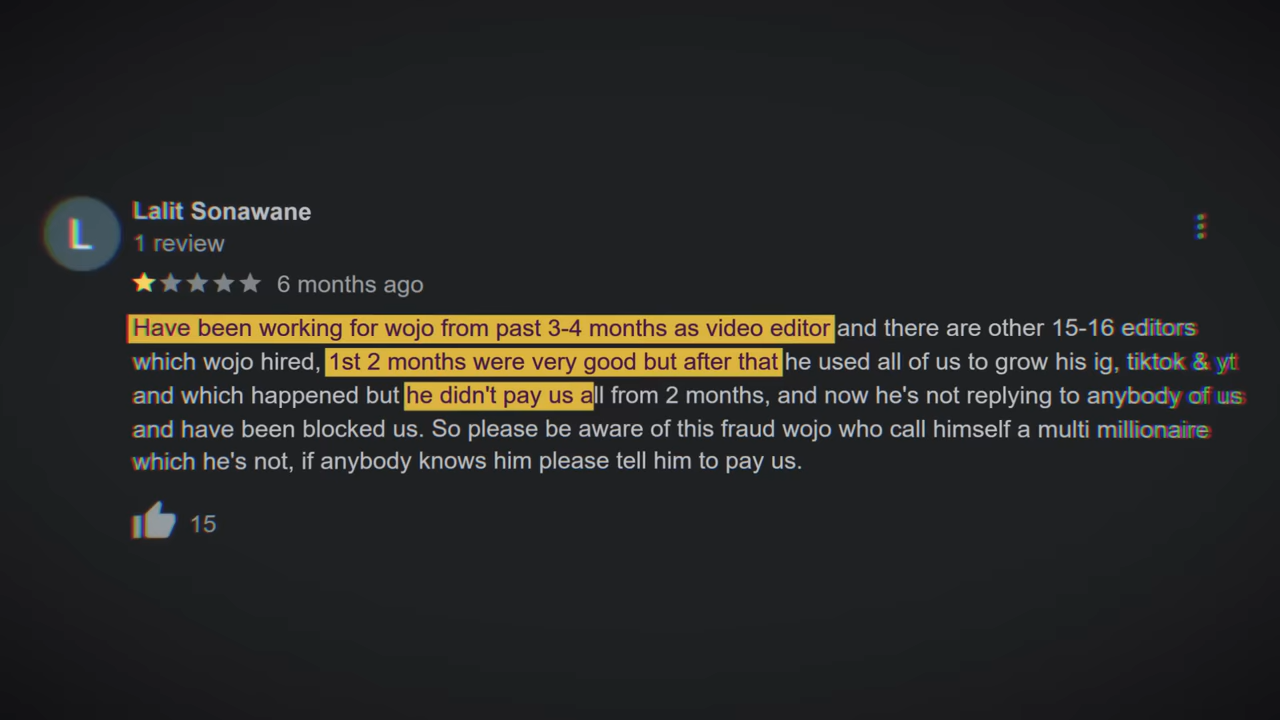 L
Lalit Sonawane
1 review
6 months ago
Have been working for wojo from past 3-4 months as video editor and there are other 15-16 editors
which wojo hired, 1st 2 months were very good but after that he used all of us to grow his ig, tiktok & yt
and which happened but he didn't pay us all from 2 months, and now he's not replying to anybody of us
and have been blocked us. So please be aware of this fraud wojo who call himself a multi millionaire
which he's not, if anybody knows him please tell him to pay us.
15